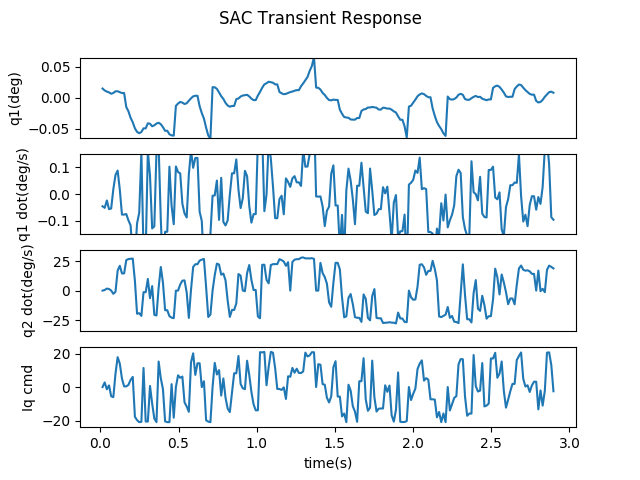 SAC Transient Response
q1(deg)
0.05
0.00
−0.05
q1 dot(deg/s)
0.1
0.0
−0.1
q2 dot(deg/s)
25
0
−25
Iq cmd
20
0
−20
0.0 0.5 1.0 1.5 2.0 2.5 3.0
time(s)